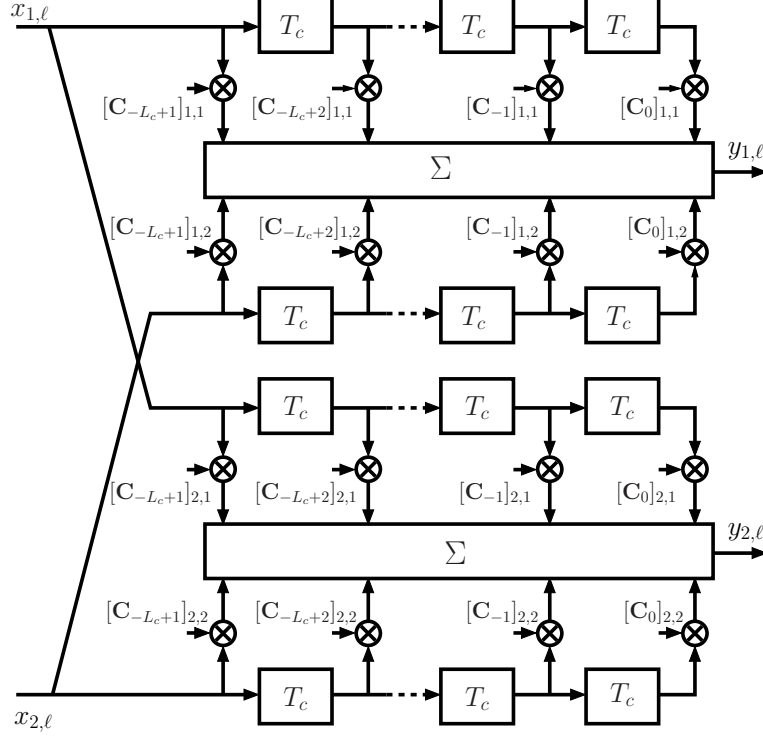 x_{1,ℓ}
T_c T_c T_c
[C_{-L_c+1}]_{1,1} [C_{-L_c+2}]_{1,1} [C_{-1}]_{1,1} [C_0]_{1,1}
Σ y_{1,ℓ}
[C_{-L_c+1}]_{1,2} [C_{-L_c+2}]_{1,2} [C_{-1}]_{1,2} [C_0]_{1,2}
T_c T_c T_c
T_c T_c T_c
[C_{-L_c+1}]_{2,1} [C_{-L_c+2}]_{2,1} [C_{-1}]_{2,1} [C_0]_{2,1}
Σ y_{2,ℓ}
[C_{-L_c+1}]_{2,2} [C_{-L_c+2}]_{2,2} [C_{-1}]_{2,2} [C_0]_{2,2}
T_c T_c T_c
x_{2,ℓ}